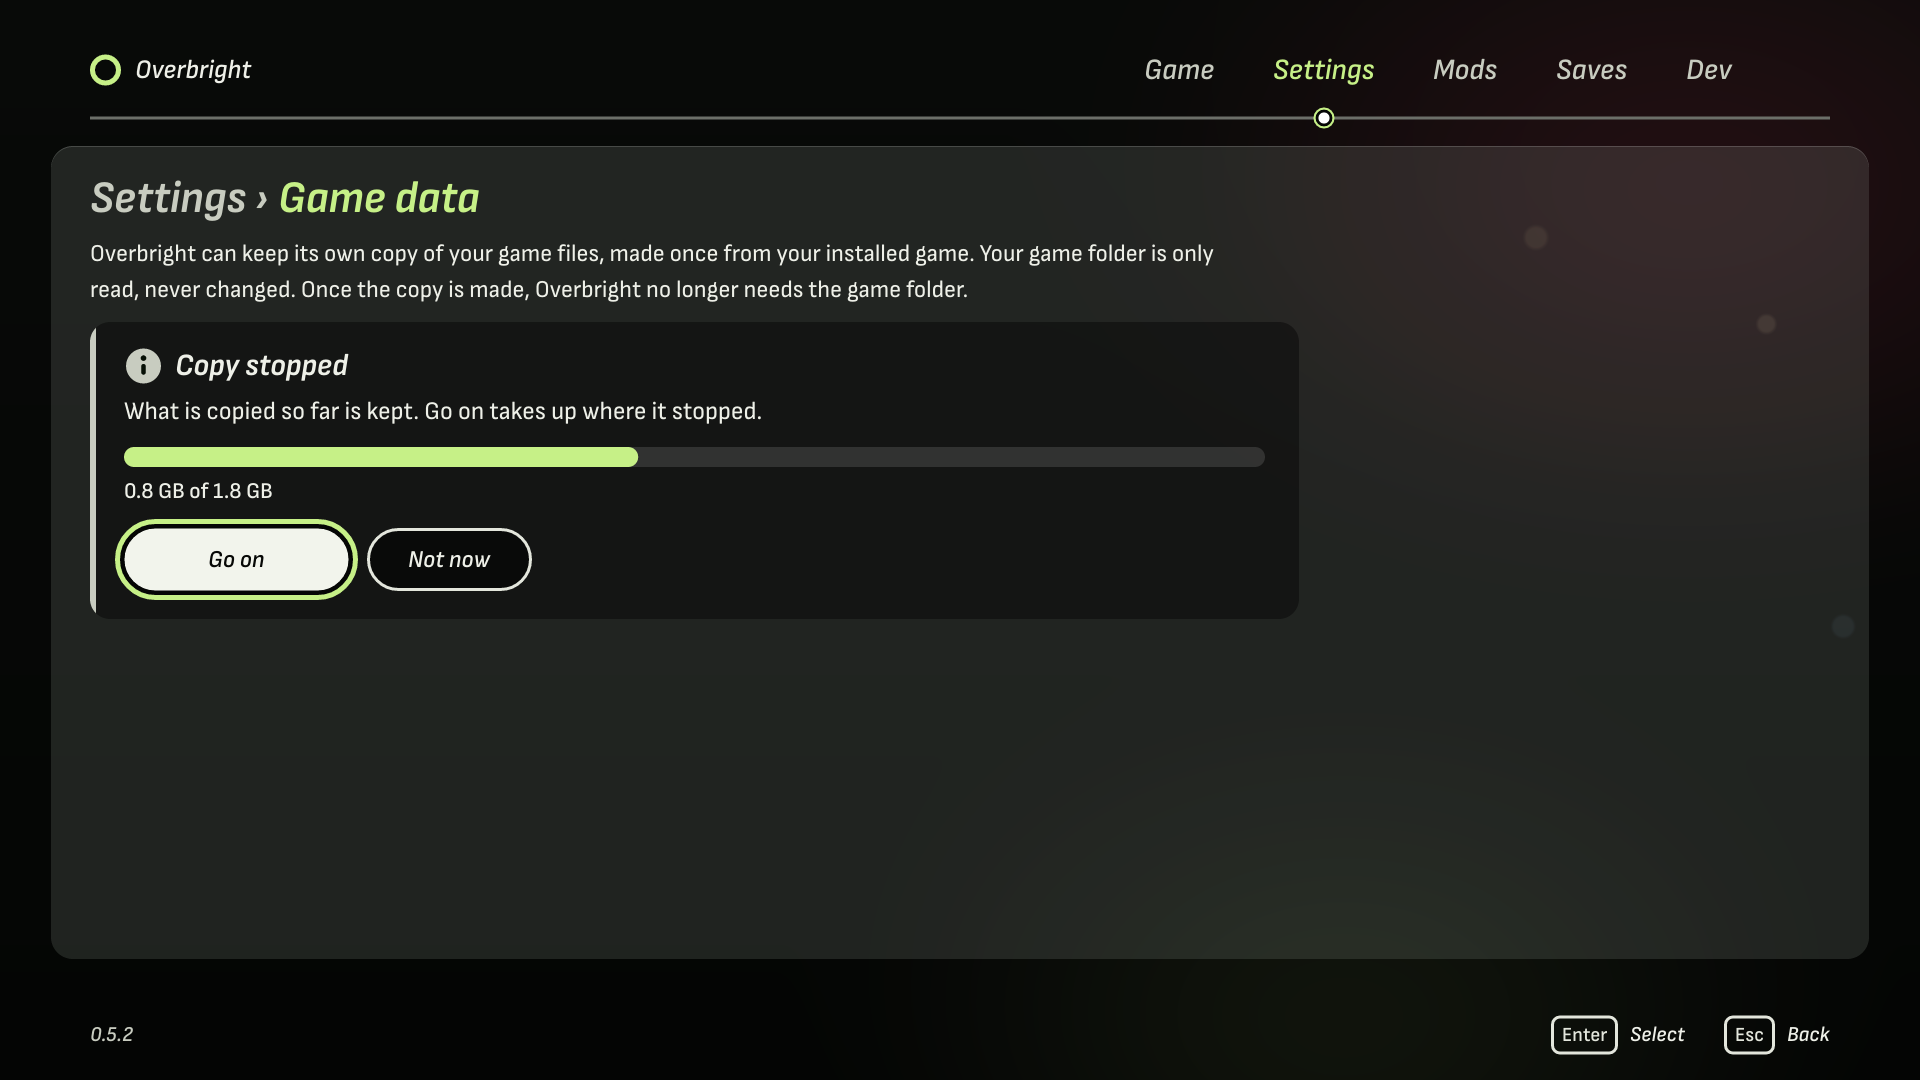 Overbright
Game
Settings
Mods
Saves
Dev
Settings › Game data
Overbright can keep its own copy of your game files, made once from your installed game. Your game folder is only
read, never changed. Once the copy is made, Overbright no longer needs the game folder.
Copy stopped
What is copied so far is kept. Go on takes up where it stopped.
0.8 GB of 1.8 GB
Go on
Not now
0.5.2
Enter Select
Esc Back